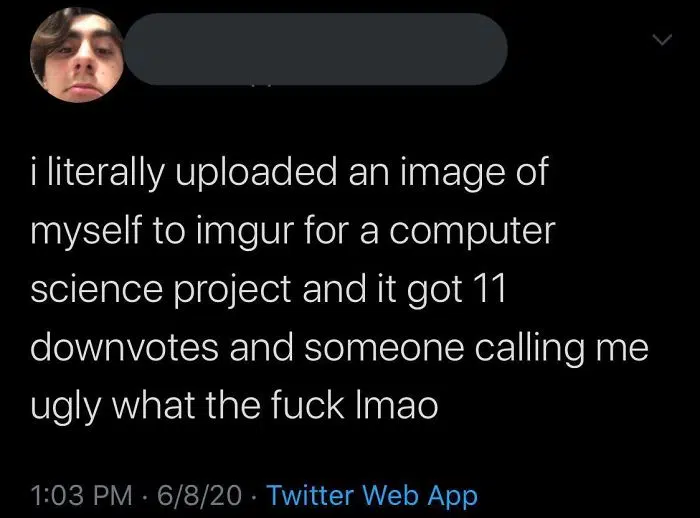 i literally uploaded an image of
myself to imgur for a computer
science project and it got 11
downvotes and someone calling me
ugly what the fuck lmao
1:03 PM · 6/8/20 · Twitter Web App